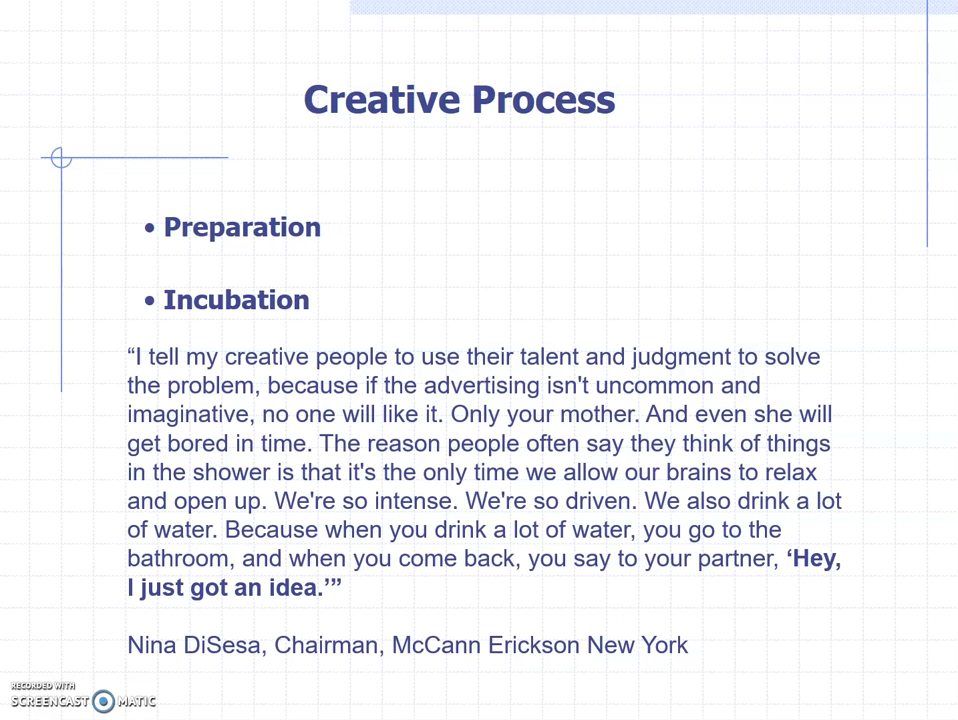 Creative Process
• Preparation
• Incubation
“I tell my creative people to use their talent and judgment to solve
the problem, because if the advertising isn't uncommon and
imaginative, no one will like it. Only your mother. And even she will
get bored in time. The reason people often say they think of things
in the shower is that it's the only time we allow our brains to relax
and open up. We're so intense. We're so driven. We also drink a lot
of water. Because when you drink a lot of water, you go to the
bathroom, and when you come back, you say to your partner, ‘Hey,
I just got an idea.’”
Nina DiSesa, Chairman, McCann Erickson New York
RECORDED WITH
SCREENCAST MATIC